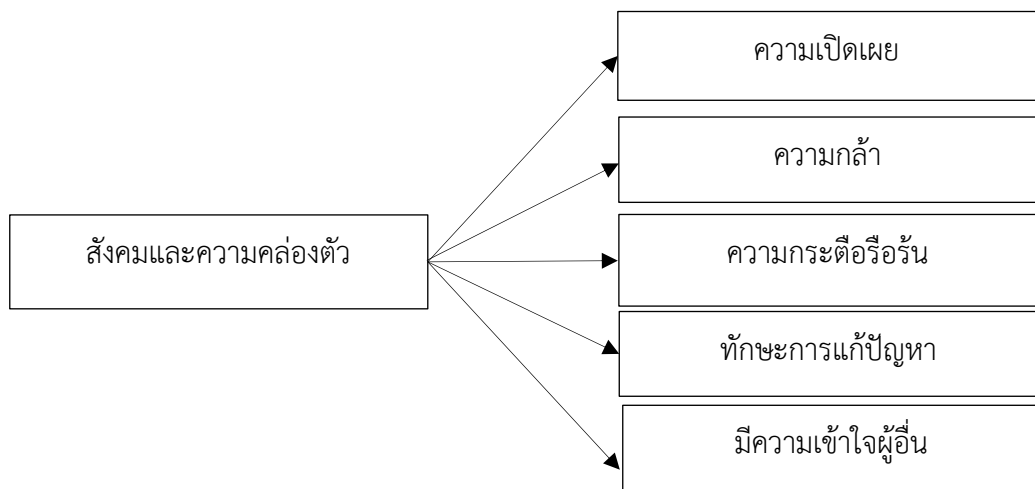 ความเปิดเผย
ความกล้า
สังคมและความคล่องตัว
ความกระตือรือร้น
ทักษะการแก้ปัญหา
มีความเข้าใจผู้อื่น